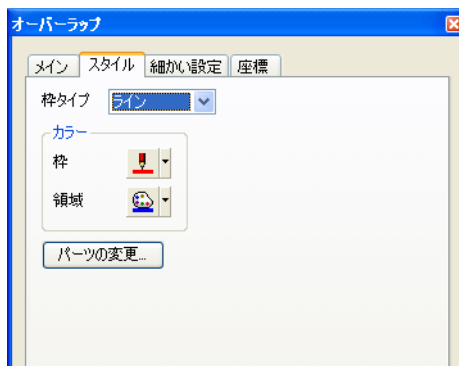 オーバーラップ
メイン スタイル 細かい設定 座標
枠タイプ ライン
カラー
枠
領域
パーツの変更...